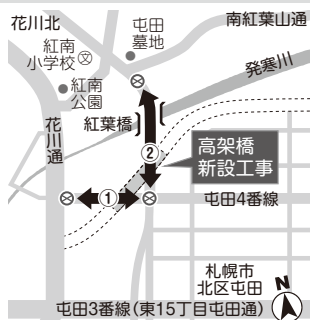 花川北
屯田
墓地
南紅葉山通
紅南
小学校
文
発寒川
紅南
公園
紅葉橋
花川通
②
高架橋
新設工事
①
屯田4番線
札幌市
北区屯田
N
屯田3番線(東15丁目屯田通)